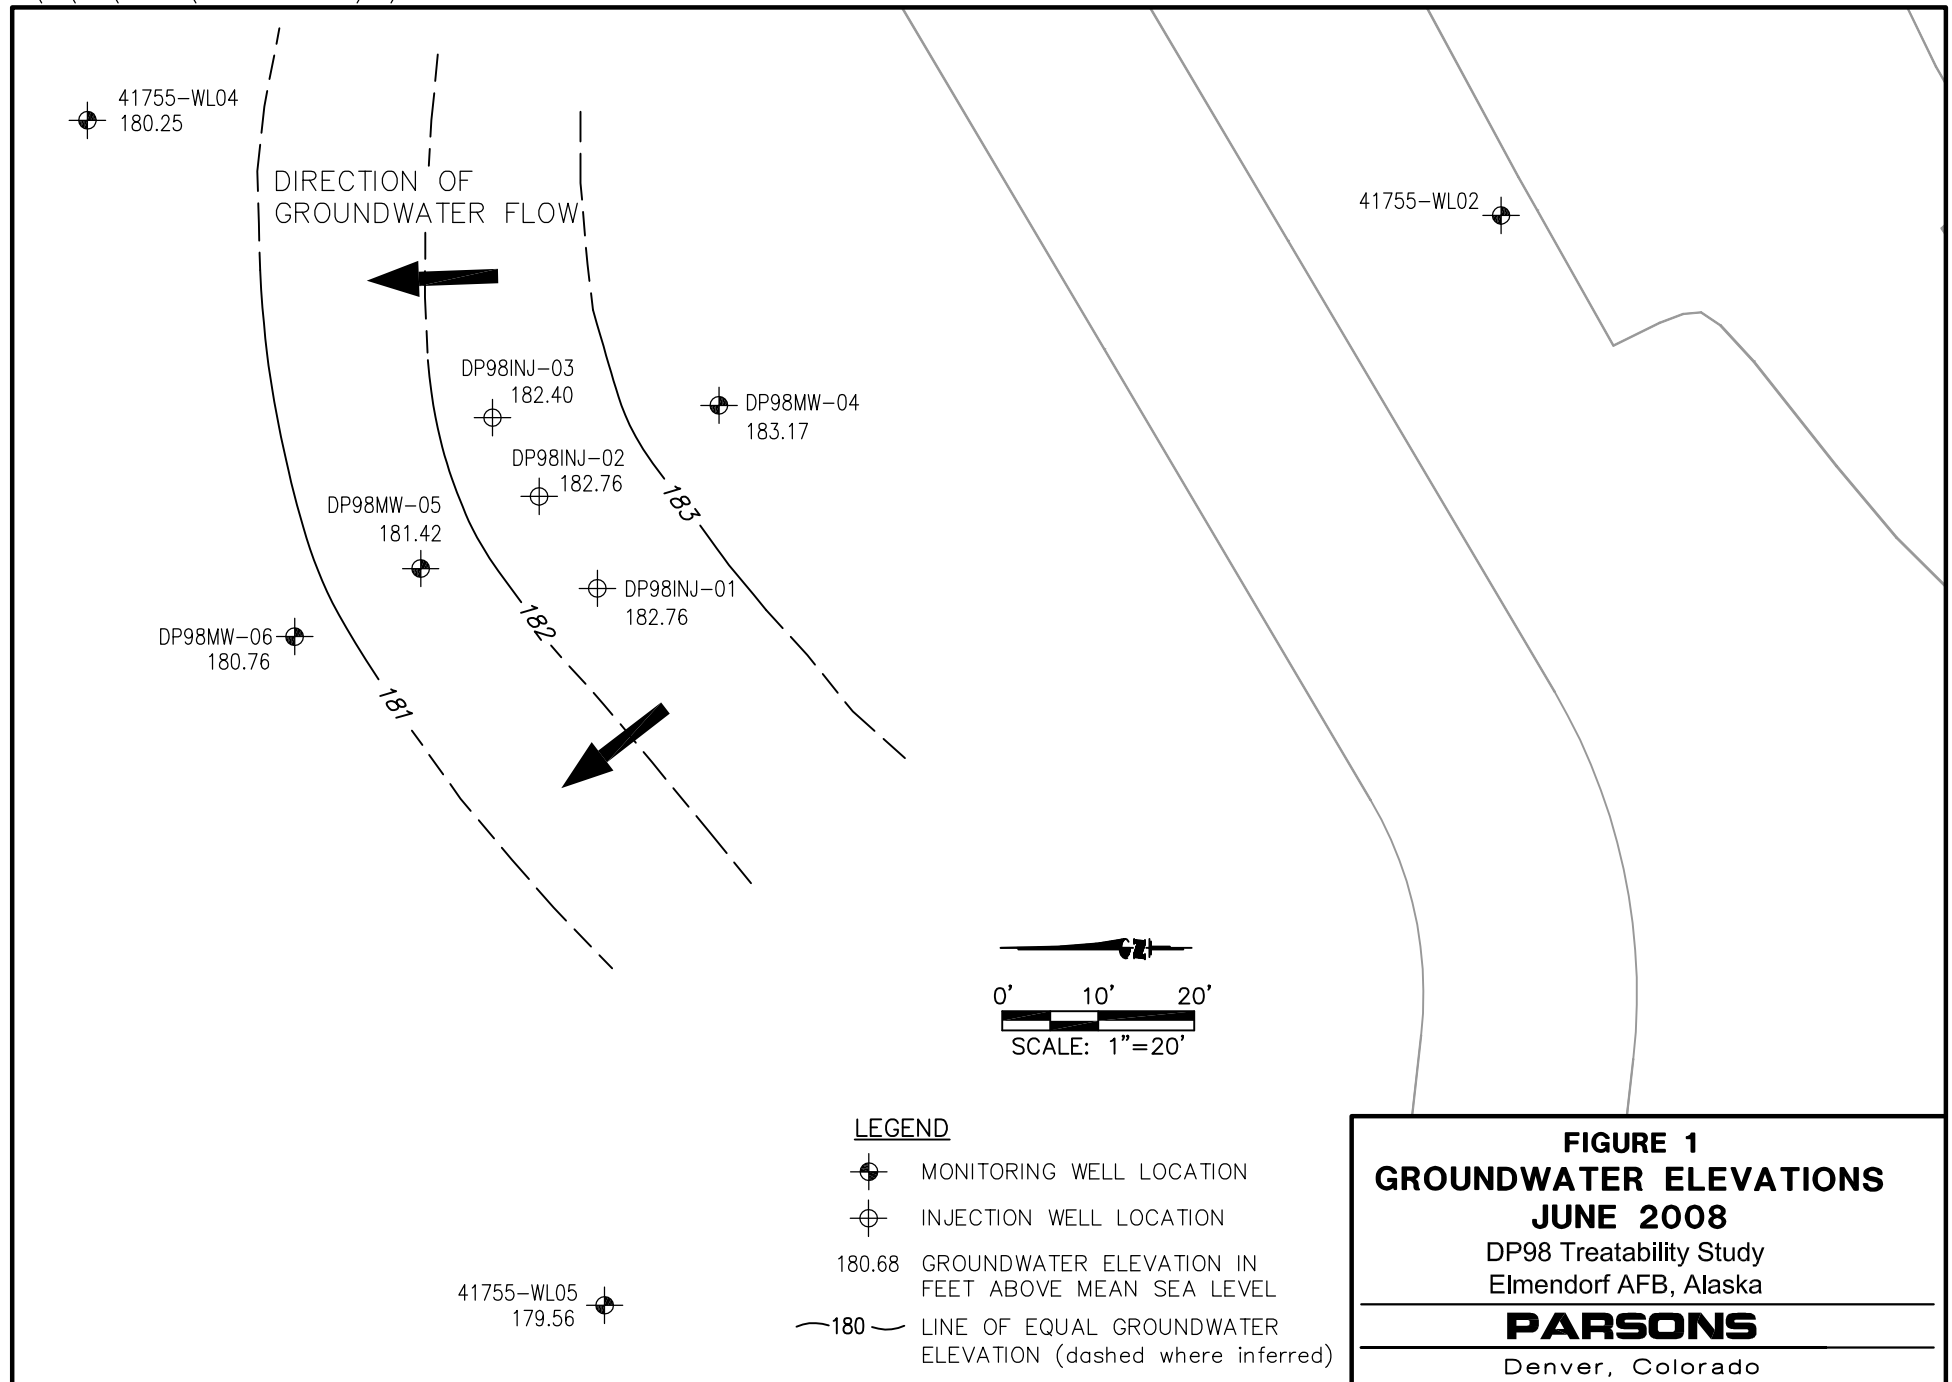 41755-WL04
180.25
DIRECTION OF
GROUNDWATER FLOW
41755-WL02
DP98INJ-03
182.40
DP98MW-04
183.17
DP98INJ-02
182.76
183
DP98MW-05
181.42
DP98INJ-01
182.76
182
DP98MW-06
180.76
181
N
0' 10' 20'
SCALE: 1"=20'
LEGEND
MONITORING WELL LOCATION
INJECTION WELL LOCATION
180.68 GROUNDWATER ELEVATION IN
FEET ABOVE MEAN SEA LEVEL
180 LINE OF EQUAL GROUNDWATER
ELEVATION (dashed where inferred)
41755-WL05
179.56
FIGURE 1
GROUNDWATER ELEVATIONS
JUNE 2008
DP98 Treatability Study
Elmendorf AFB, Alaska
PARSONS
Denver, Colorado